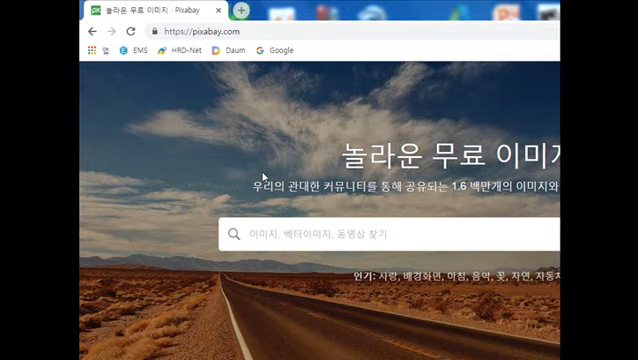 놀라운 무료 이미지 · Pixabay
https://pixabay.com
앱 EMS HRD-Net Daum Google
놀라운 무료 이미지
우리의 관대한 커뮤니티를 통해 공유되는 1.6 백만개의 이미지와
이미지, 벡터이미지, 동영상 찾기
인기: 사랑, 배경화면, 아침, 음악, 꽃, 자연, 자동차